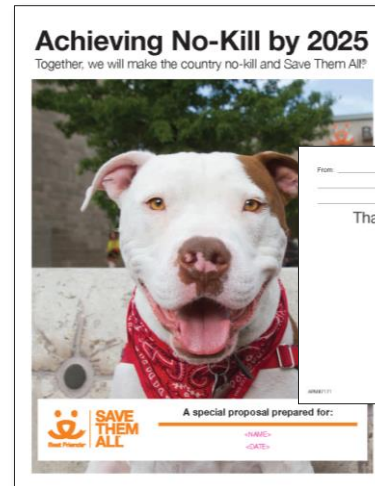 Achieving No-Kill by 2025
Together, we will make the country no-kill and Save Them All®
From
Tha
Best Friends
SAVE
THEM
ALL
A special proposal prepared for:
<NAME>
<DATE>